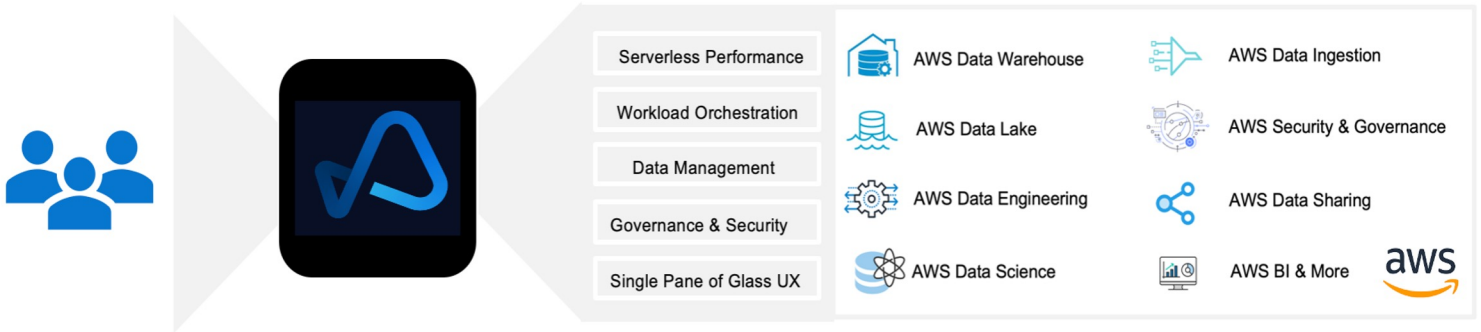 Serverless Performance
Workload Orchestration
Data Management
Governance & Security
Single Pane of Glass UX
AWS Data Warehouse
AWS Data Lake
AWS Data Engineering
AWS Data Science
AWS Data Ingestion
AWS Security & Governance
AWS Data Sharing
AWS BI & More
aws